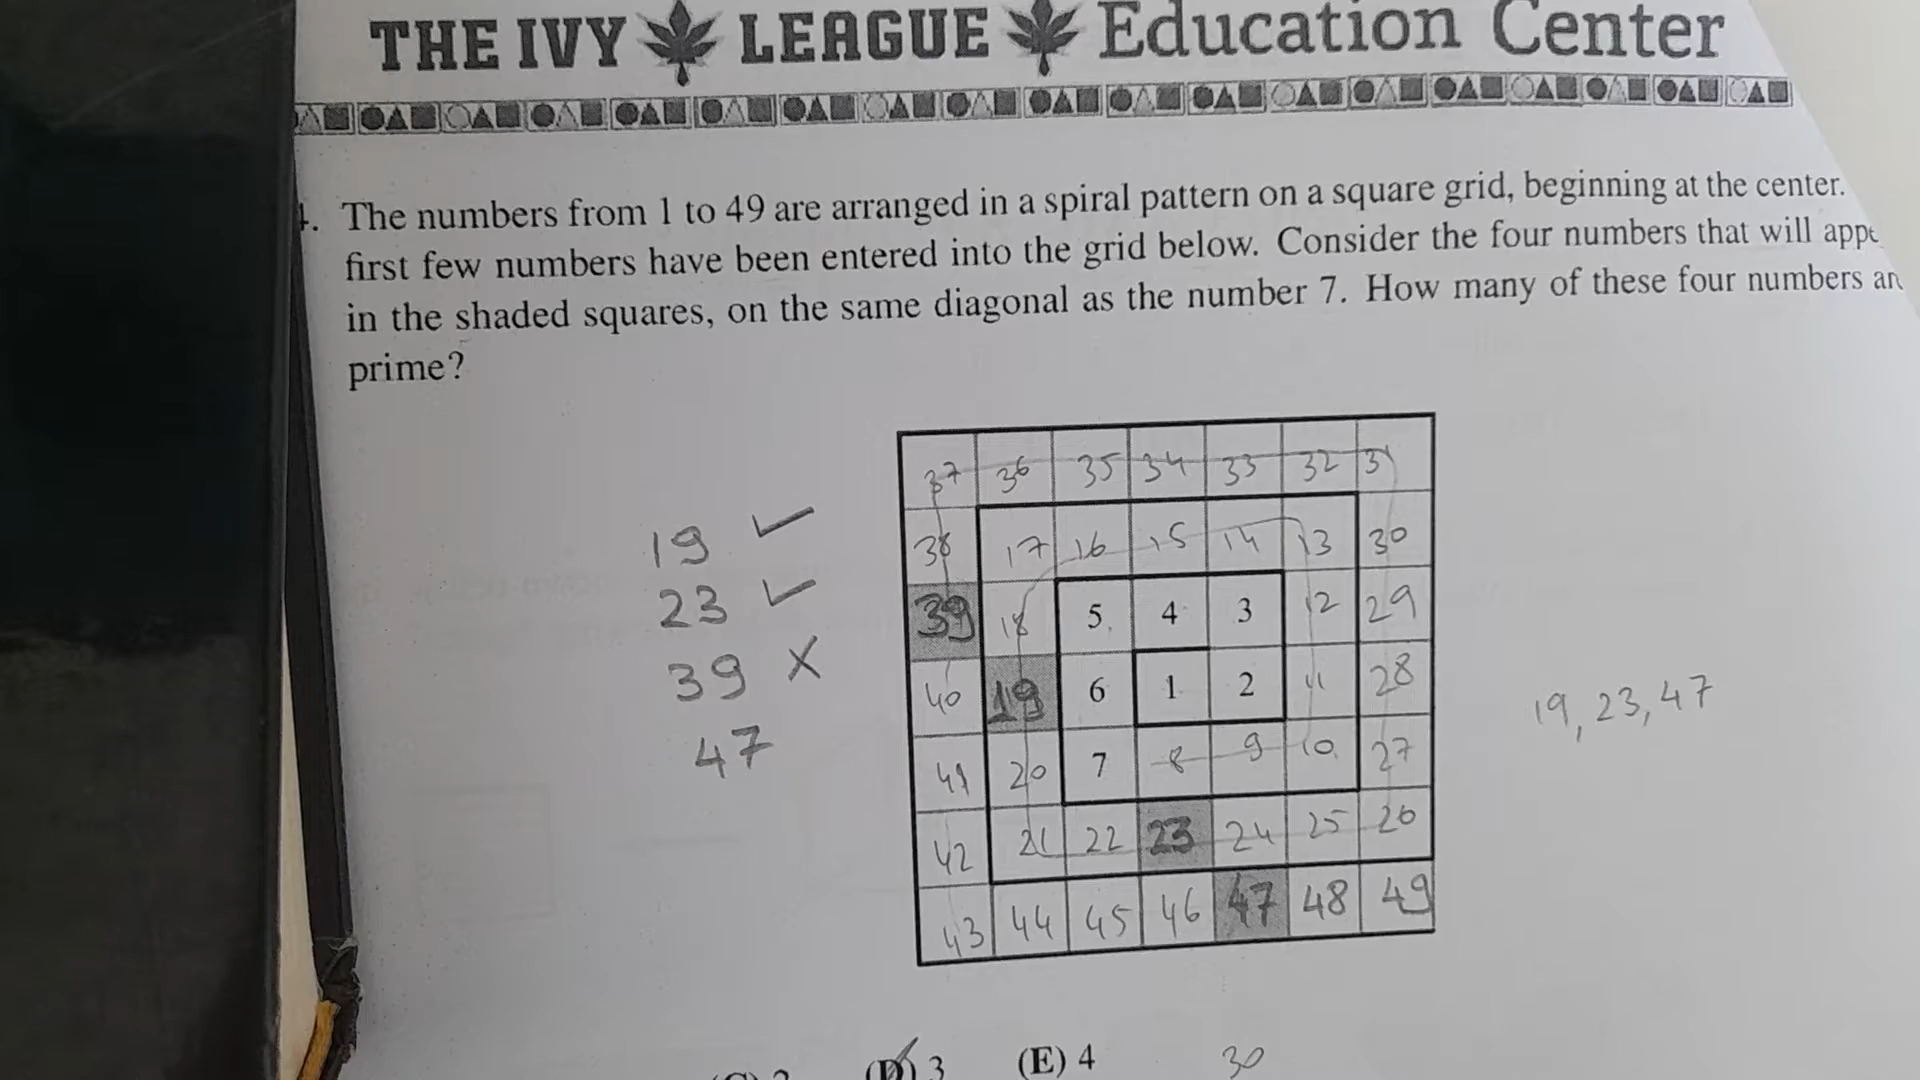 THE IVY LEAGUE Education Center
4. The numbers from 1 to 49 are arranged in a spiral pattern on a square grid, beginning at the center.
first few numbers have been entered into the grid below. Consider the four numbers that will appe
in the shaded squares, on the same diagonal as the number 7. How many of these four numbers are
prime?
19 ✓
23 ✓
39 X
47
37 36 35 34 33 32 31
38 17 16 15 14 13 30
39 18 5 4 3 12 29
40 19 6 1 2 11 28
41 20 7 8 9 10 27
42 21 22 23 24 25 26
43 44 45 46 47 48 49
19, 23, 47
(D) 3 (E) 4
30